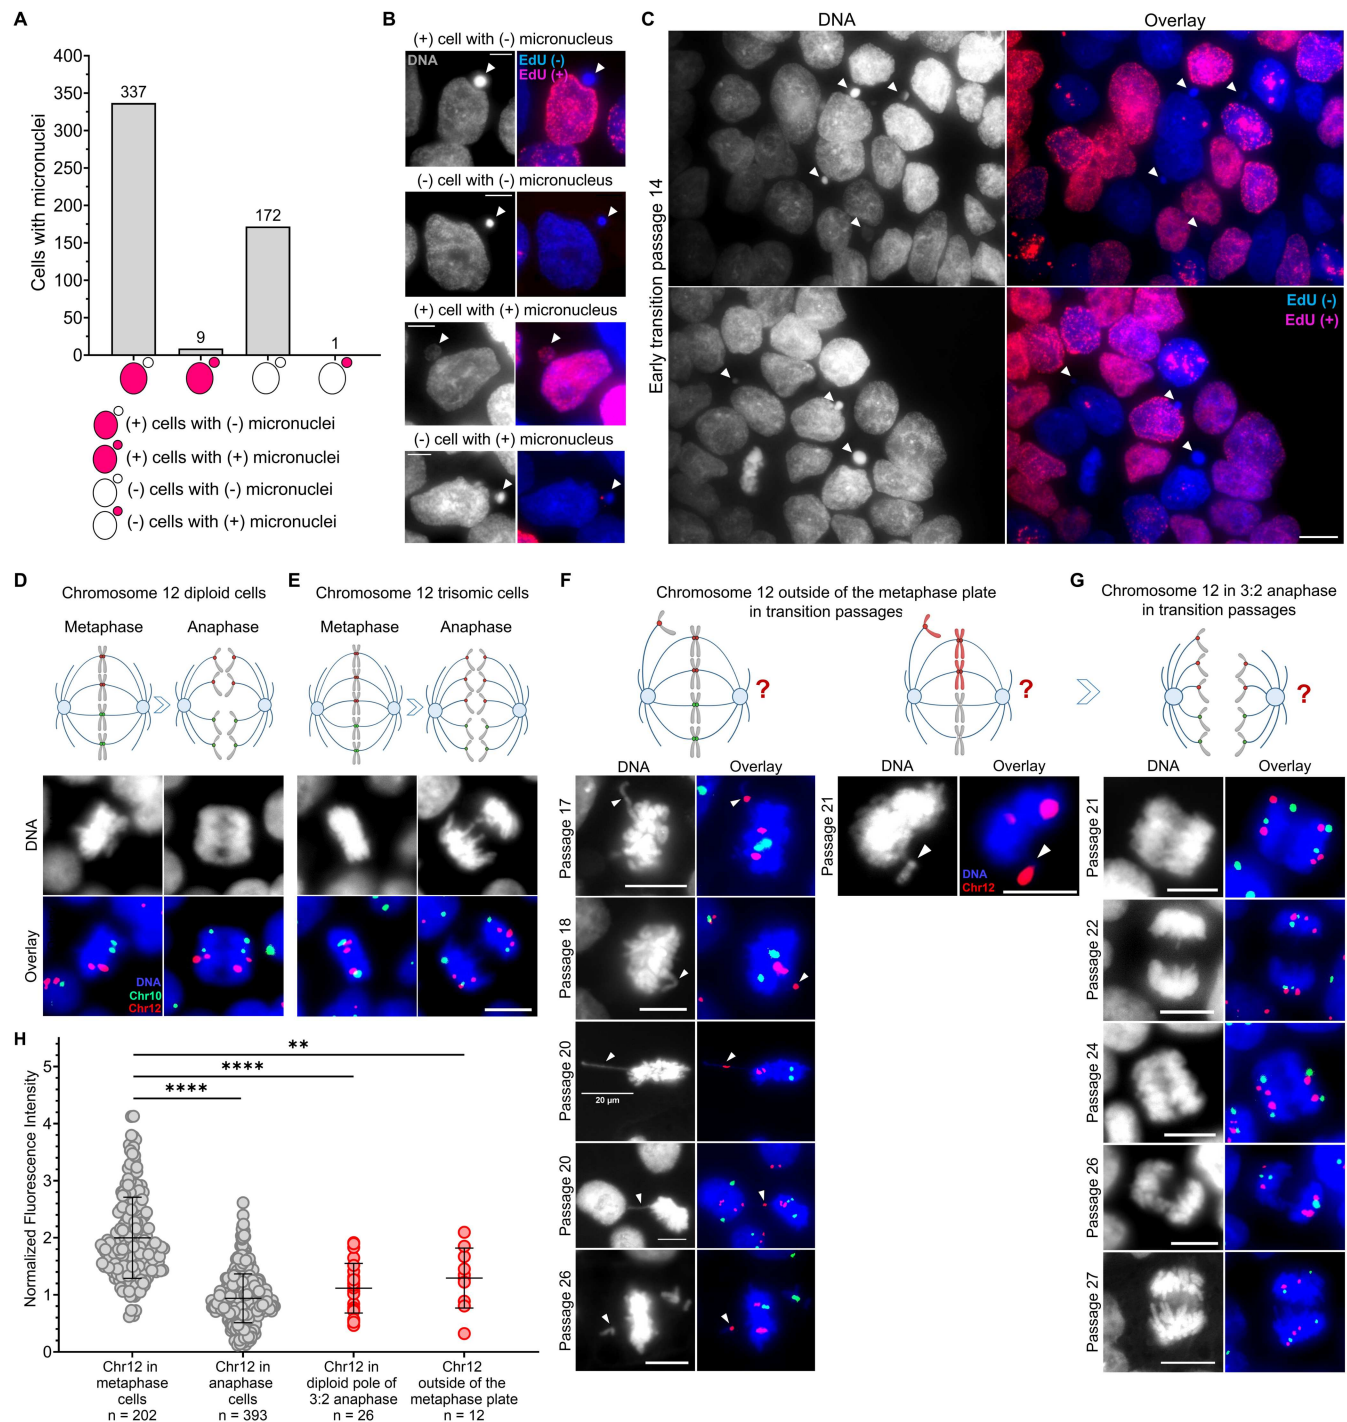 A
400
350
300
250
200
150
100
50
0
Cells with micronuclei
337
9
172
1
(+) cells with (-) micronuclei
(+) cells with (+) micronuclei
(-) cells with (-) micronuclei
(-) cells with (+) micronuclei
B
(+) cell with (-) micronucleus
DNA
EdU (-)
EdU (+)
(-) cell with (-) micronucleus
(+) cell with (+) micronucleus
(-) cell with (+) micronucleus
C
DNA
Overlay
Early transition passage 14
EdU (-)
EdU (+)
D
Chromosome 12 diploid cells
Metaphase
Anaphase
DNA
Overlay
DNA
Chr10
Chr12
E
Chromosome 12 trisomic cells
Metaphase
Anaphase
F
Chromosome 12 outside of the metaphase plate
in transition passages
?
?
DNA
Overlay
Passage 17
Passage 18
Passage 20
20 μm
Passage 20
Passage 26
DNA
Overlay
Passage 21
DNA
Chr12
G
Chromosome 12 in 3:2 anaphase
in transition passages
?
DNA
Overlay
Passage 21
Passage 22
Passage 24
Passage 26
Passage 27
H
Normalized Fluorescence Intensity
5
4
3
2
1
0
**
****
****
Chr12 in
metaphase
cells
n = 202
Chr12 in
anaphase
cells
n = 393
Chr12 in
diploid pole of
3:2 anaphase
n = 26
Chr12
outside of the
metaphase plate
n = 12